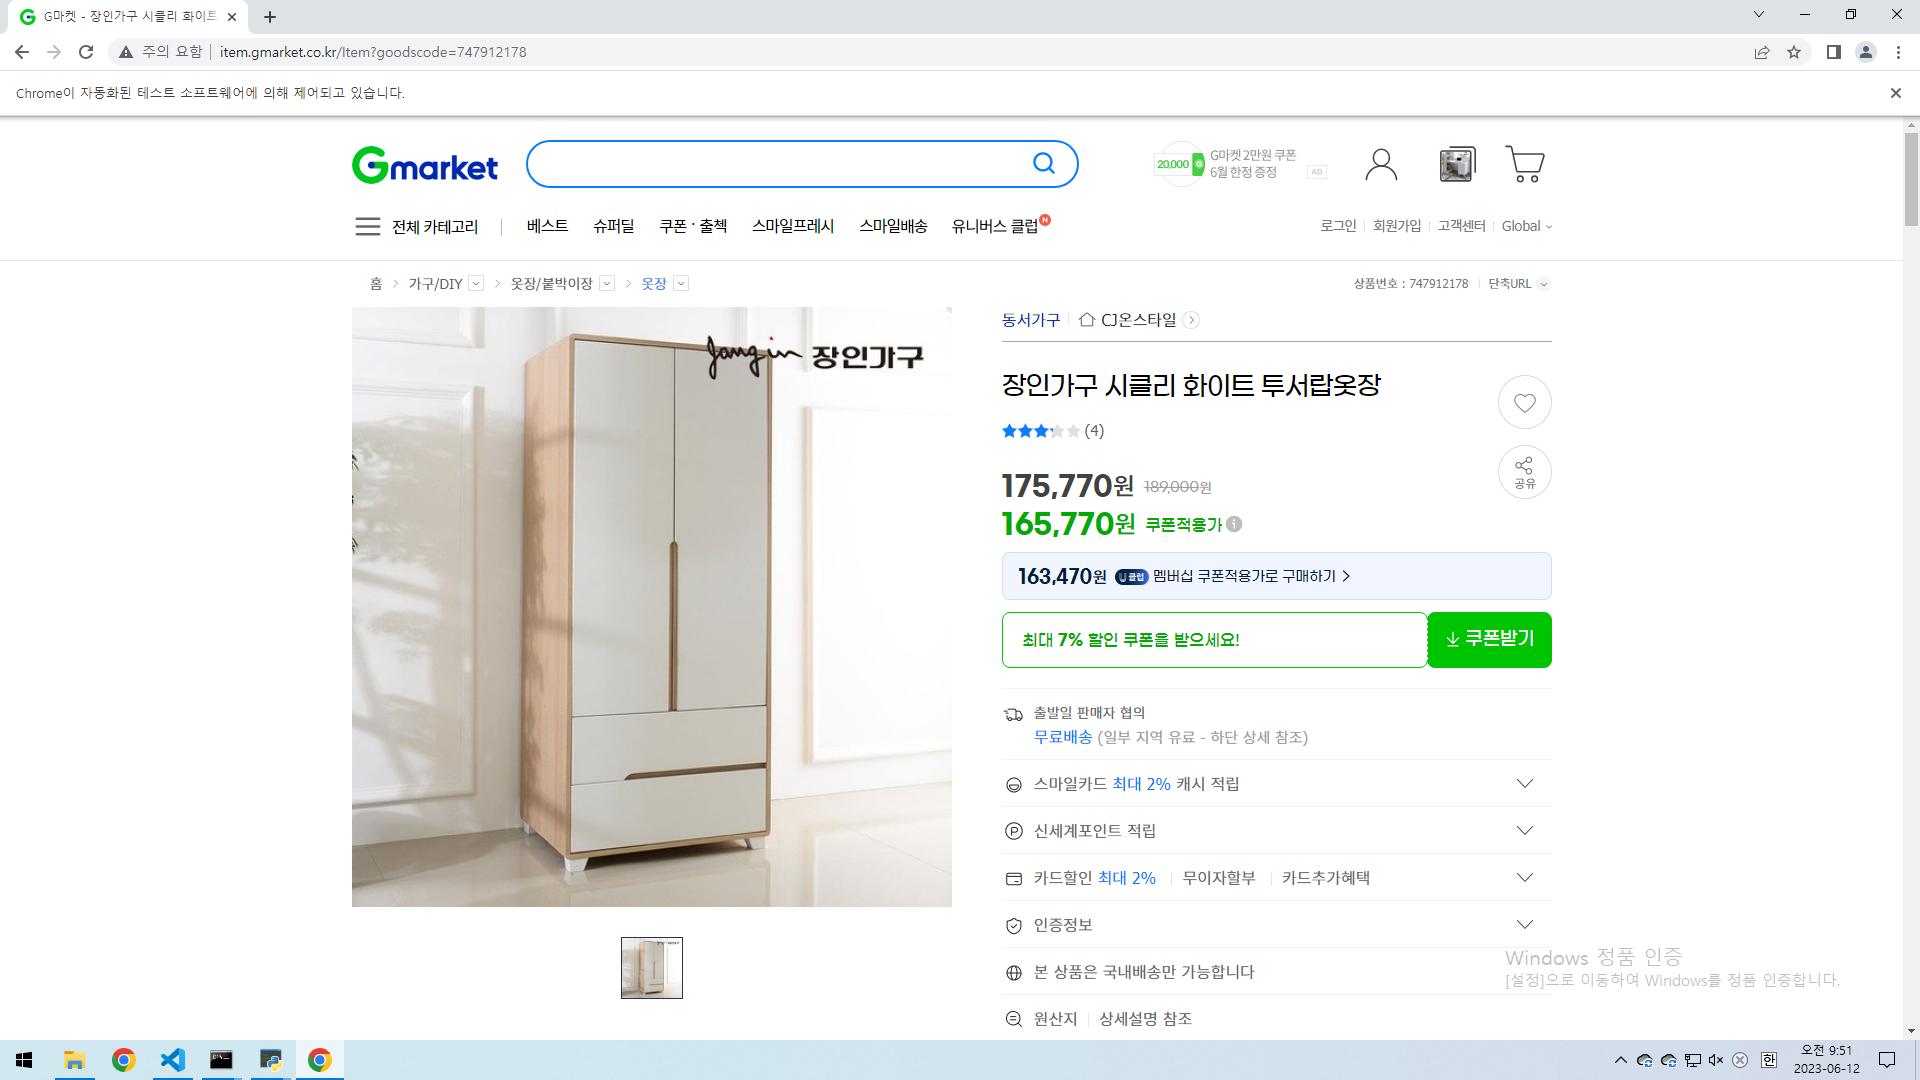 G마켓 - 장인가구 시클리 화이트
주의 요함 item.gmarket.co.kr/Item?goodscode=747912178
Chrome이 자동화된 테스트 소프트웨어에 의해 제어되고 있습니다.
Gmarket
20,000 G
G마켓 2만원 쿠폰
6월 한정 증정
AD
전체 카테고리 베스트 슈퍼딜 쿠폰·출첵 스마일프레시 스마일배송 유니버스 클럽 N
로그인 회원가입 고객센터 Global
홈 가구/DIY 옷장/붙박이장 옷장
상품번호 : 747912178 단축URL
Jangin 장인가구
동서가구 CJ온스타일
장인가구 시클리 화이트 투서랍옷장
(4)
공유
175,770원 189,000원
165,770원 쿠폰적용가
163,470원 U클럽 멤버십 쿠폰적용가로 구매하기
최대 7% 할인 쿠폰을 받으세요!
쿠폰받기
출발일 판매자 협의
무료배송 (일부 지역 유료 - 하단 상세 참조)
스마일카드 최대 2% 캐시 적립
신세계포인트 적립
카드할인 최대 2% 무이자할부 카드추가혜택
인증정보
본 상품은 국내배송만 가능합니다
원산지 상세설명 참조
Windows 정품 인증
[설정]으로 이동하여 Windows를 정품 인증합니다.
한
오전 9:51
2023-06-12